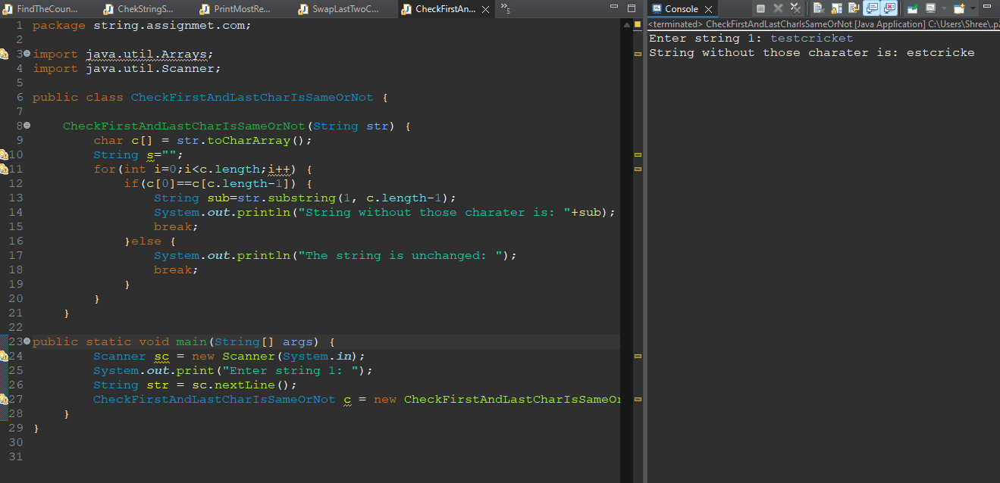 FindTheCoun... ChekStringS... PrintMostRe... SwapLastTwoC... CheckFirstAn... »5
1 package string.assignmet.com;
2
3 import java.util.Arrays;
4 import java.util.Scanner;
5
6 public class CheckFirstAndLastCharIsSameOrNot {
7
8 CheckFirstAndLastCharIsSameOrNot(String str) {
9 char c[] = str.toCharArray();
10 String s="";
11 for(int i=0;i<c.length;i++) {
12 if(c[0]==c[c.length-1]) {
13 String sub=str.substring(1, c.length-1);
14 System.out.println("String without those charater is: "+sub);
15 break;
16 }else {
17 System.out.println("The string is unchanged: ");
18 break;
19 }
20 }
21 }
22
23 public static void main(String[] args) {
24 Scanner sc = new Scanner(System.in);
25 System.out.print("Enter string 1: ");
26 String str = sc.nextLine();
27 CheckFirstAndLastCharIsSameOrNot c = new CheckFirstAndLastCharIsSameOr
28 }
29 }
30
31
Console
<terminated> CheckFirstAndLastCharIsSameOrNot [Java Application] C:\Users\Shree\.p2
Enter string 1: testcricket
String without those charater is: estcricke